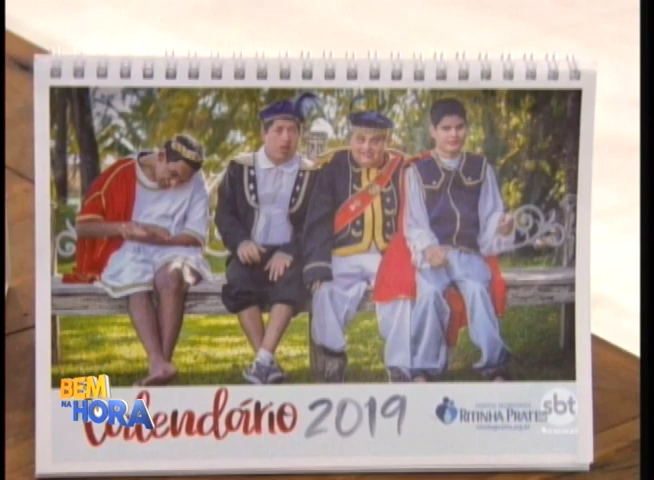 Calendário 2019
RITINHA PRATES
BEM
NA HORA
sbt